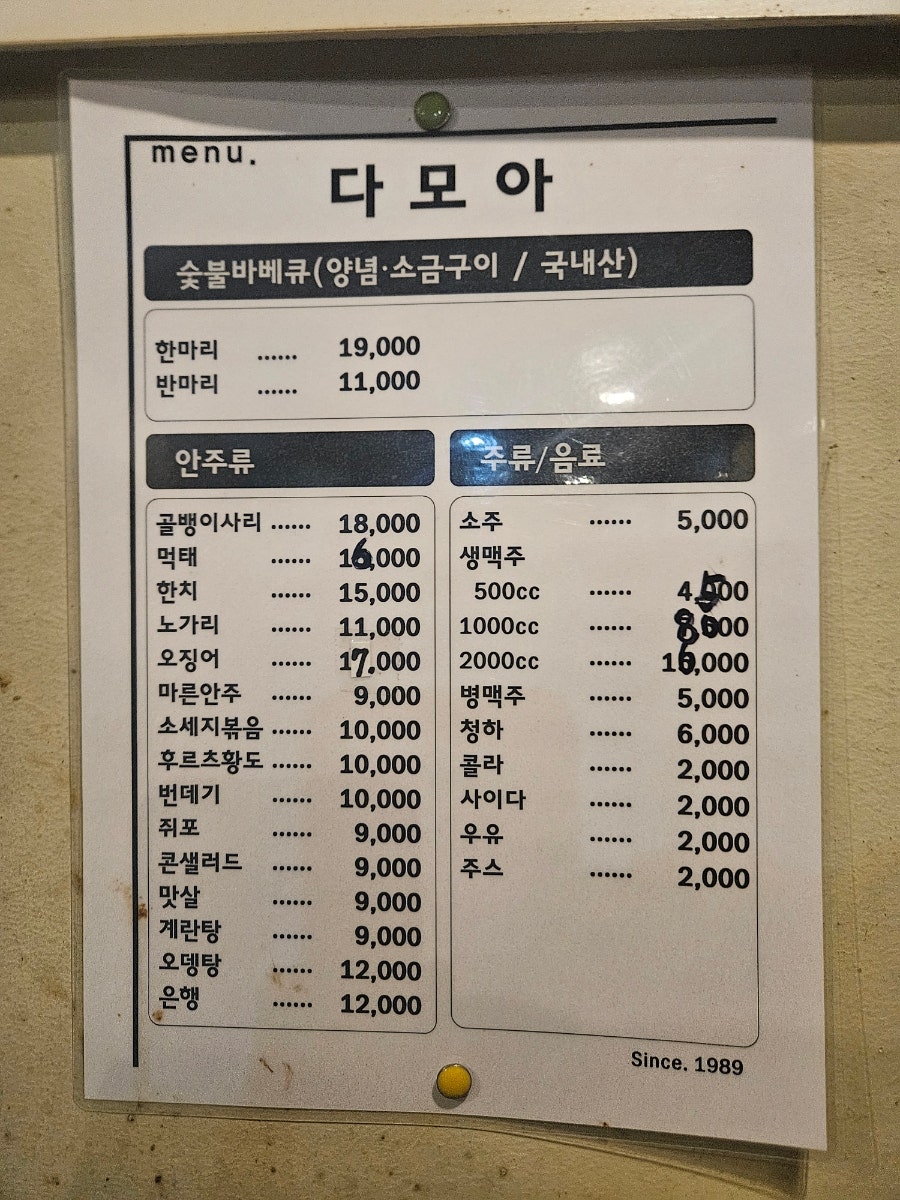 menu.
다모아
숯불바베큐(양념·소금구이 / 국내산)
한마리 ...... 19,000
반마리 ...... 11,000
안주류
골뱅이사리 ...... 18,000
먹태 ...... 16,000
한치 ...... 15,000
노가리 ...... 11,000
오징어 ...... 17.000
마른안주 ...... 9,000
소세지볶음 ...... 10,000
후르츠황도 ...... 10,000
번데기 ...... 10,000
쥐포 ...... 9,000
콘샐러드 ...... 9,000
맛살 ...... 9,000
계란탕 ...... 9,000
오뎅탕 ...... 12,000
은행 ...... 12,000
주류/음료
소주 ...... 5,000
생맥주
500cc ...... 4,500
1000cc ...... 8,000
2000cc ...... 16,000
병맥주 ...... 5,000
청하 ...... 6,000
콜라 ...... 2,000
사이다 ...... 2,000
우유 ...... 2,000
주스 ...... 2,000
Since. 1989